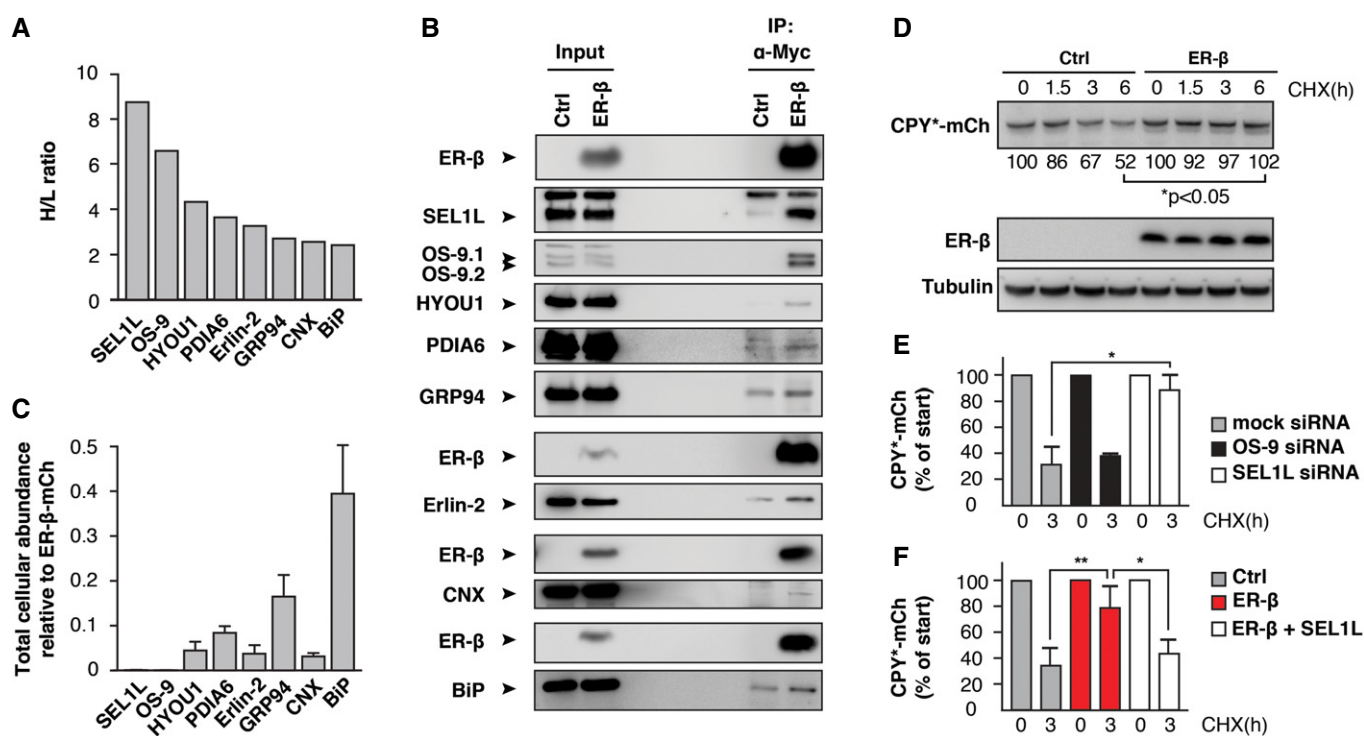 A
H/L ratio
10
8
6
4
2
0
SEL1L
OS-9
HYOU1
PDIA6
Erlin-2
GRP94
CNX
BiP
B
Input
IP:
α-Myc
Ctrl
ER-β
Ctrl
ER-β
ER-β
SEL1L
OS-9.1
OS-9.2
HYOU1
PDIA6
GRP94
ER-β
Erlin-2
ER-β
CNX
ER-β
BiP
C
Total cellular abundance
relative to ER-β-mCh
0.5
0.4
0.3
0.2
0.1
0
SEL1L
OS-9
HYOU1
PDIA6
Erlin-2
GRP94
CNX
BiP
D
Ctrl
ER-β
0 1.5 3 6 0 1.5 3 6 CHX(h)
CPY*-mCh
100 86 67 52 100 92 97 102
*p<0.05
ER-β
Tubulin
E
CPY*-mCh
(% of start)
100
80
60
40
20
0
*
0 3 0 3 0 3 CHX(h)
mock siRNA
OS-9 siRNA
SEL1L siRNA
F
CPY*-mCh
(% of start)
100
80
60
40
20
0
** *
0 3 0 3 0 3 CHX(h)
Ctrl
ER-β
ER-β + SEL1L